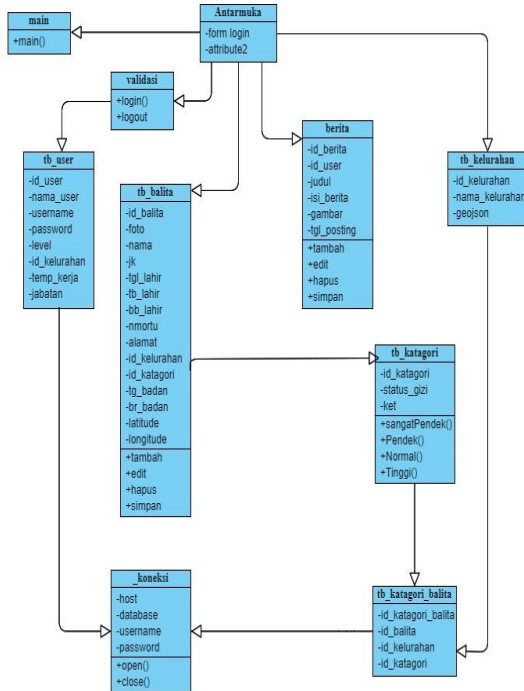 main
+main()
Antarmuka
-form login
-attribute2
validasi
+login()
+logout
tb_user
-id_user
-nama_user
-username
-password
-level
-id_kelurahan
-temp_kerja
-jabatan
tb_balita
-id_balita
-foto
-nama
-jk
-tgl_lahir
-tb_lahir
-bb_lahir
-nmortu
-alamat
-id_kelurahan
-id_katagori
-tg_badan
-br_badan
-latitude
-longitude
+tambah
+edit
+hapus
+simpan
berita
-id_berita
-id_user
-judul
-isi_berita
-gambar
-tgl_posting
+tambah
+edit
+hapus
+simpan
tb_kelurahan
-id_kelurahan
-nama_kelurahan
-geojson
tb_katagori
-id_katagori
-status_gizi
-ket
+sangatPendek()
+Pendek()
+Normal()
+Tinggi()
_koneksi
-host
-database
-username
-password
+open()
+close()
tb_katagori_balita
-id_katagori_balita
-id_balita
-id_kelurahan
-id_katagori